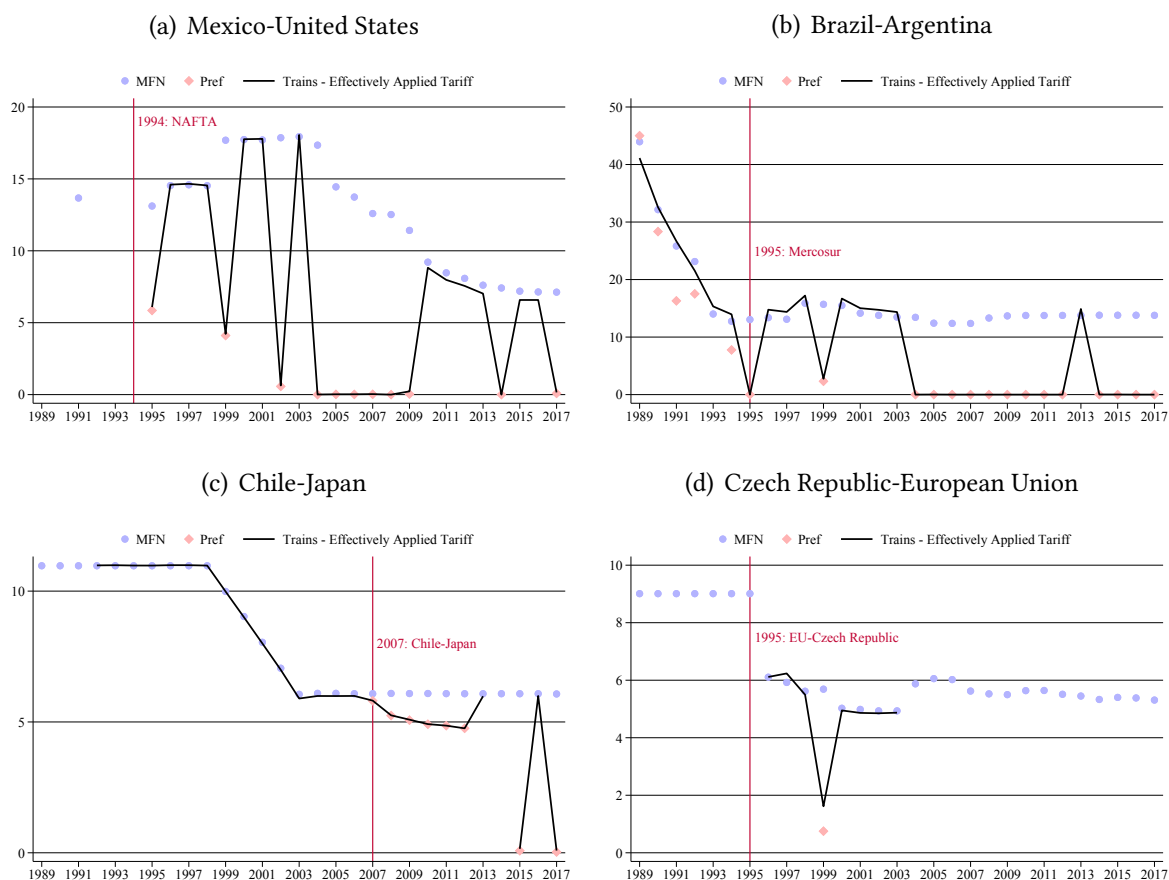 (a) Mexico-United States
MFN Pref Trains - Effectively Applied Tariff
20
15
10
5
0
1994: NAFTA
1989 1991 1993 1995 1997 1999 2001 2003 2005 2007 2009 2011 2013 2015 2017
(b) Brazil-Argentina
MFN Pref Trains - Effectively Applied Tariff
50
40
30
20
10
0
1995: Mercosur
1989 1991 1993 1995 1997 1999 2001 2003 2005 2007 2009 2011 2013 2015 2017
(c) Chile-Japan
MFN Pref Trains - Effectively Applied Tariff
10
5
0
2007: Chile-Japan
1989 1991 1993 1995 1997 1999 2001 2003 2005 2007 2009 2011 2013 2015 2017
(d) Czech Republic-European Union
MFN Pref Trains - Effectively Applied Tariff
10
8
6
4
2
0
1995: EU-Czech Republic
1989 1991 1993 1995 1997 1999 2001 2003 2005 2007 2009 2011 2013 2015 2017